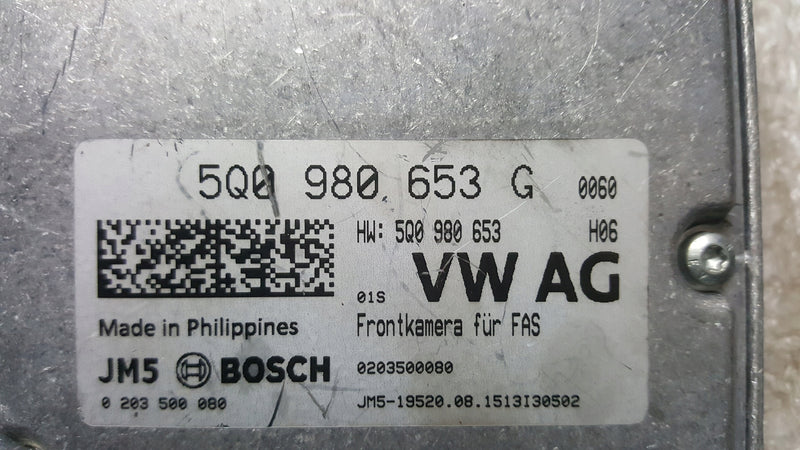 5Q0 980 653 G 0060
HW: 5Q0 980 653 H06
01S VW AG
Made in Philippines
Frontkamera für FAS
JM5 BOSCH
0203500080
0 203 500 080
JM5-19520.08.1513I30502